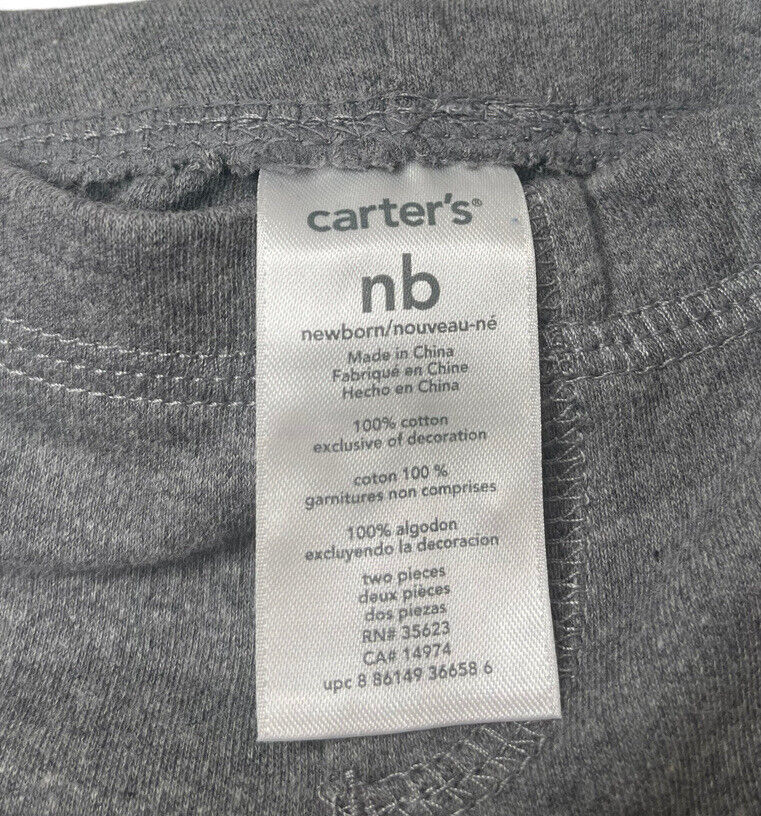 carter's®
nb
newborn/nouveau-né
Made in China
Fabriqué en Chine
Hecho en China
100% cotton
exclusive of decoration
coton 100 %
garnitures non comprises
100% algodon
excluyendo la decoracion
two pieces
deux pièces
dos piezas
RN# 35623
CA# 14974
upc 8 86149 36658 6